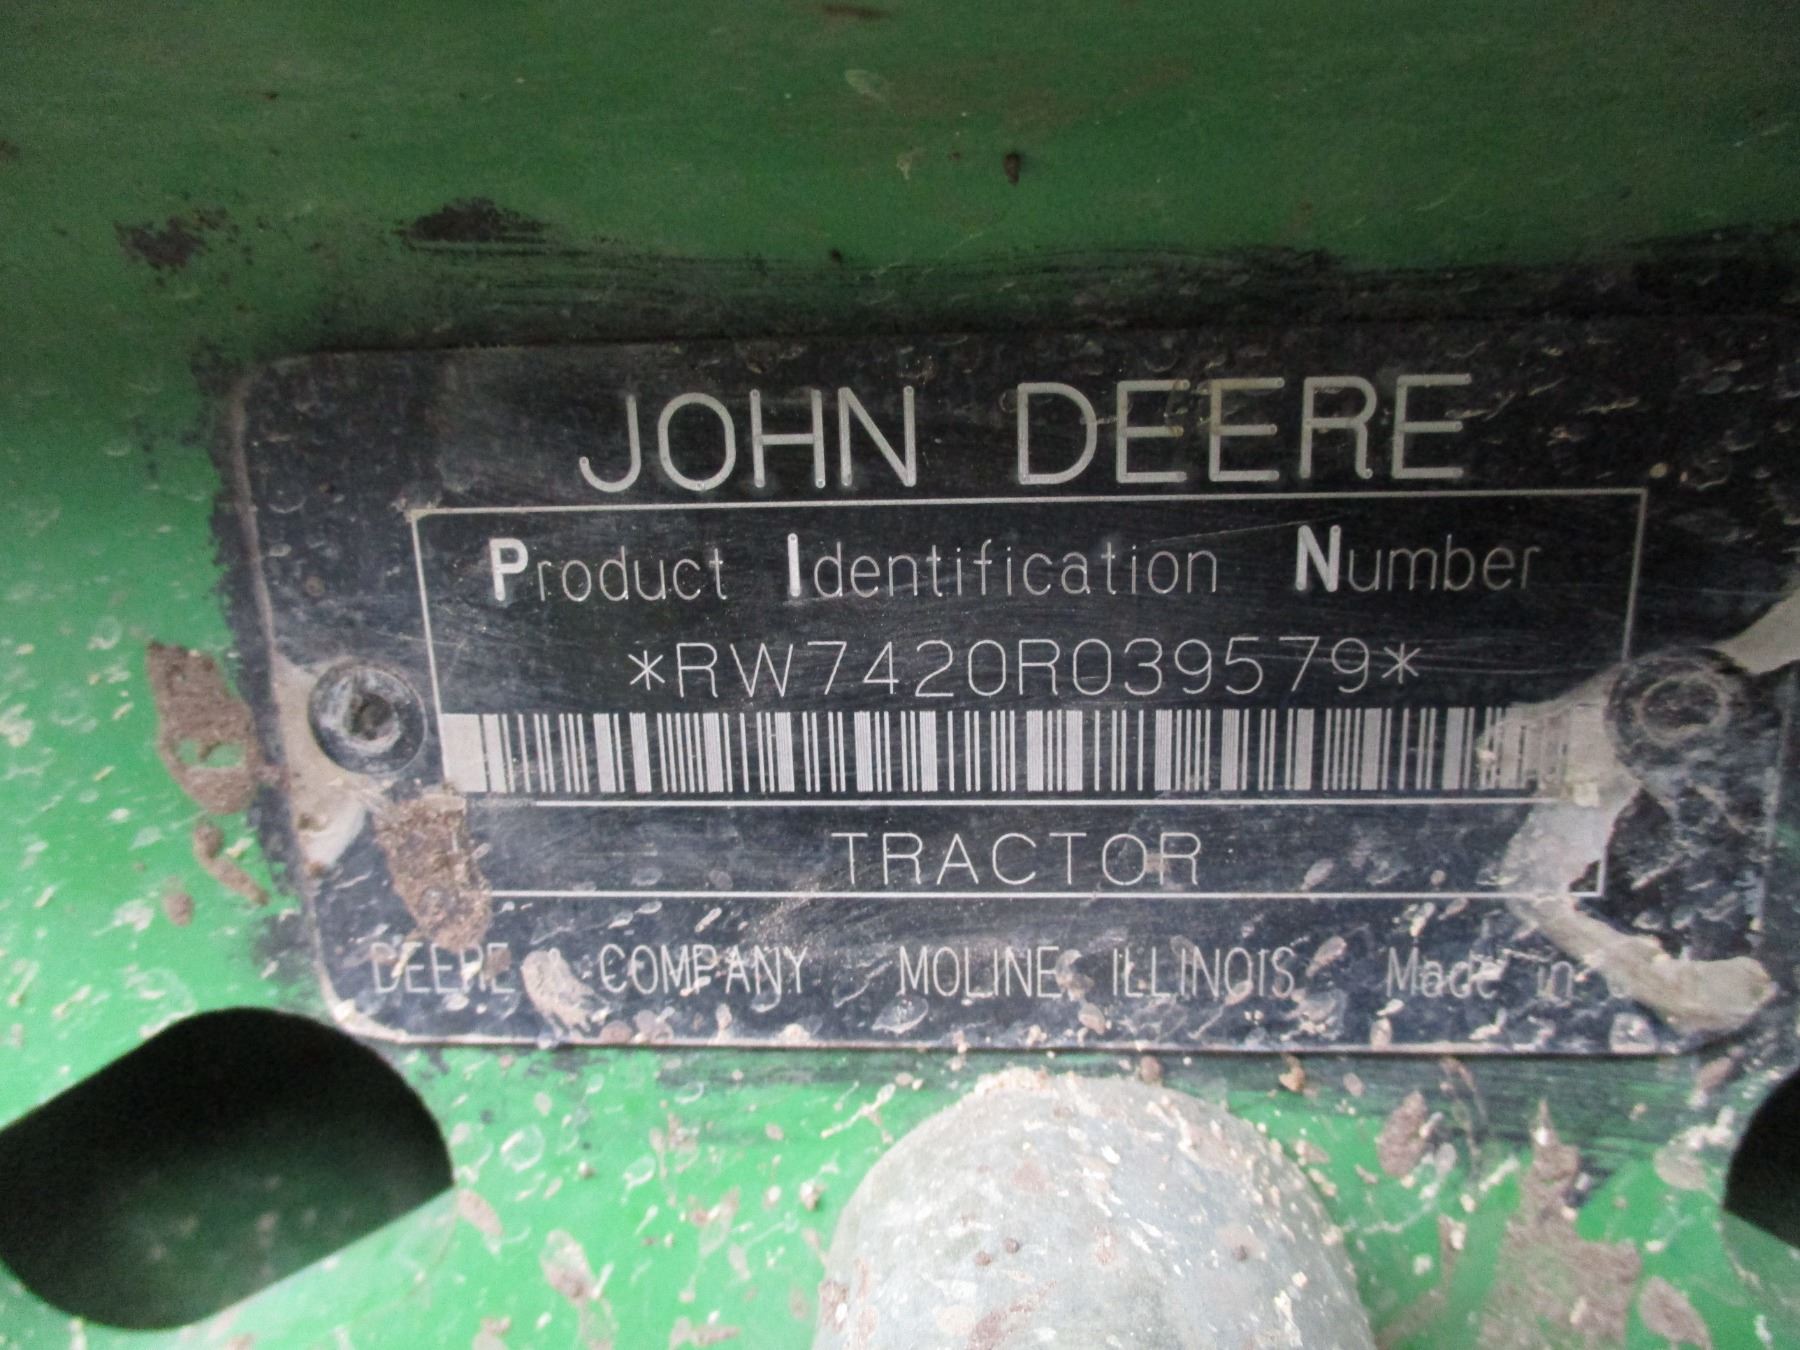 JOHN DEERE
Product Identification Number
*RW7420R039579*
TRACTOR
DEERE & COMPANY MOLINE, ILLINOIS Made in